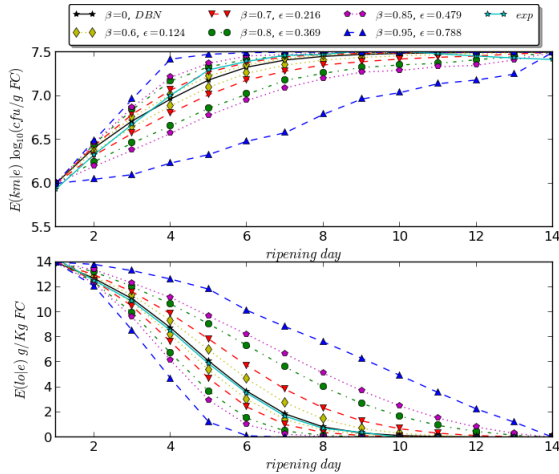 β=0, DBN β=0.7, ϵ=0.216 β=0.85, ϵ=0.479 exp
β=0.6, ϵ=0.124 β=0.8, ϵ=0.369 β=0.95, ϵ=0.788
E(km|e) log10(cfu/g FC)
7.5
7.0
6.5
6.0
5.5
2 4 6 8 10 12 14
ripening day
E(lo|e) g/Kg FC
14
12
10
8
6
4
2
0
2 4 6 8 10 12 14
ripening day